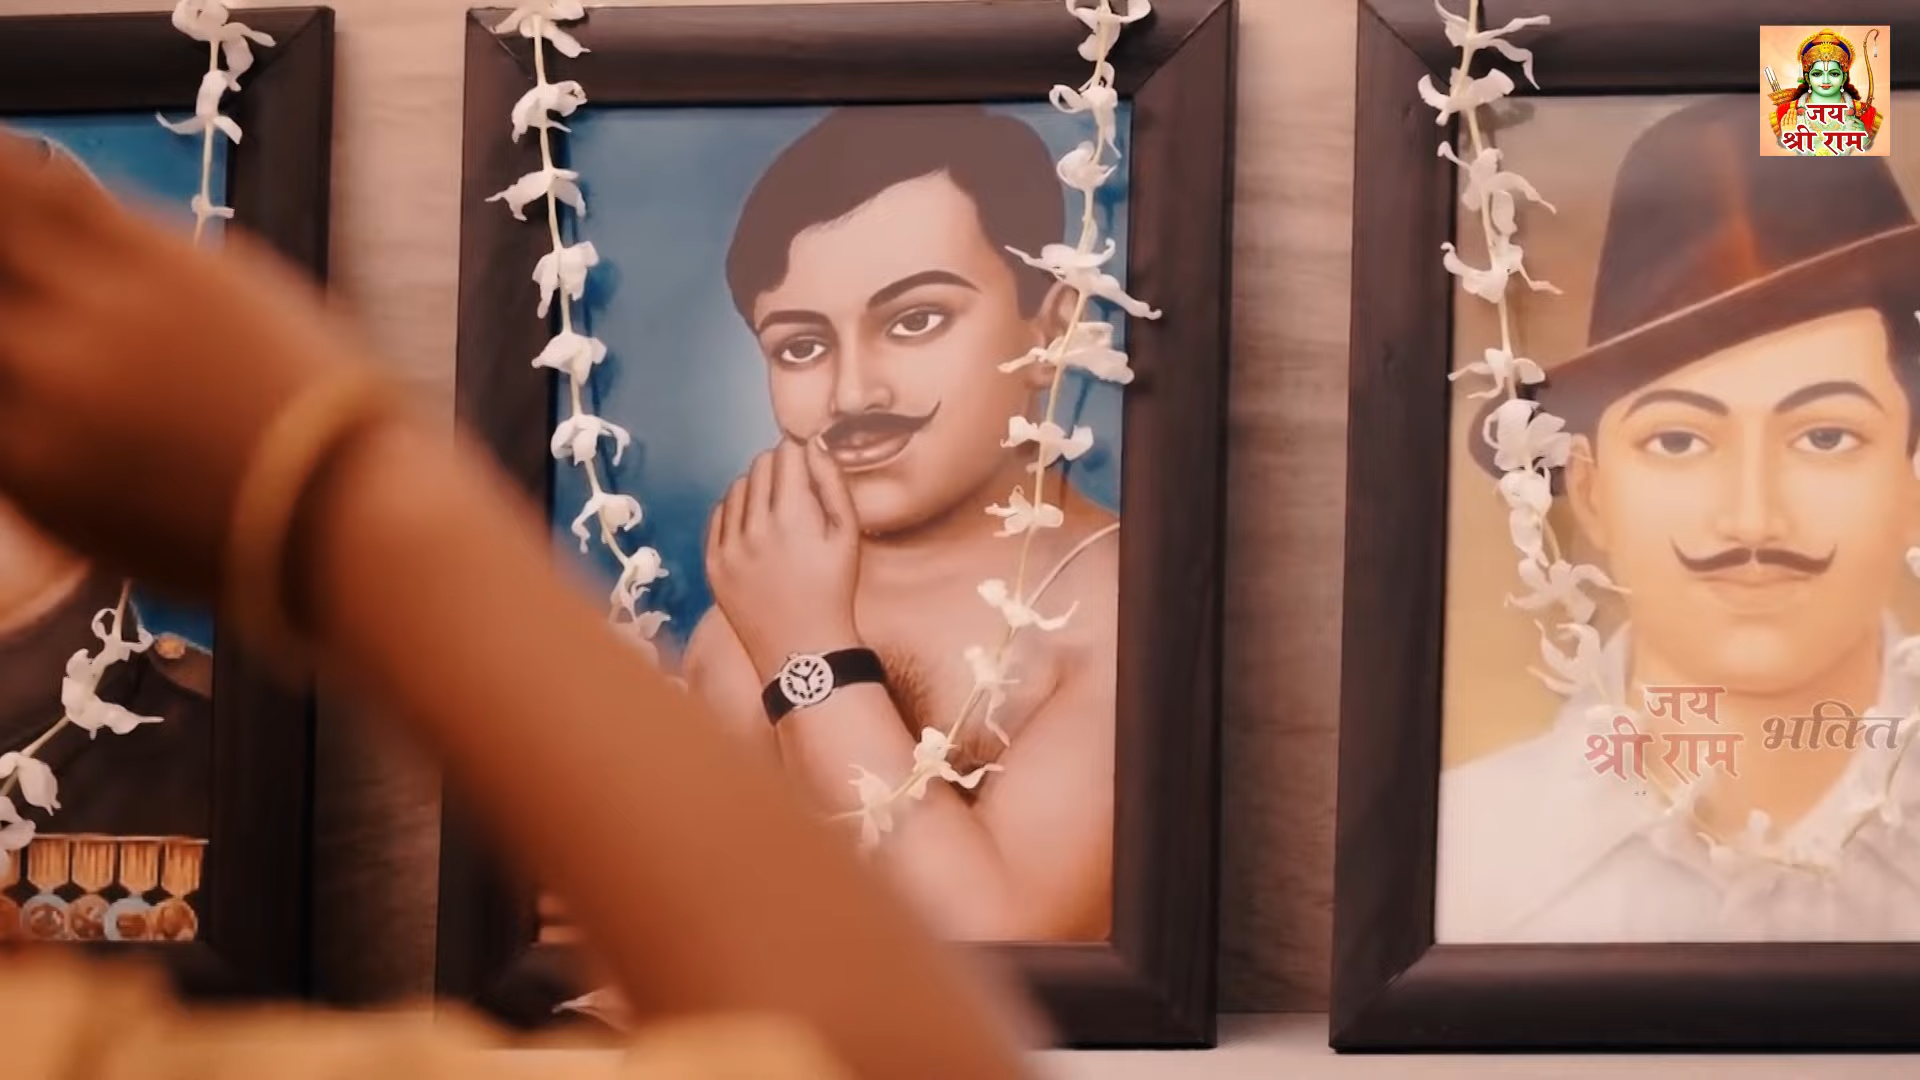 जय
श्री राम
जय
श्री राम
भक्ति